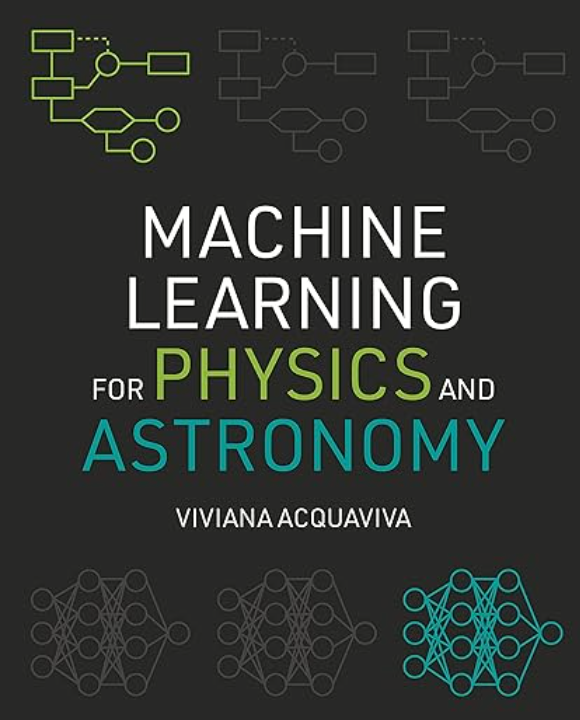 MACHINE
LEARNING
FOR PHYSICS AND
ASTRONOMY
VIVIANA ACQUAVIVA